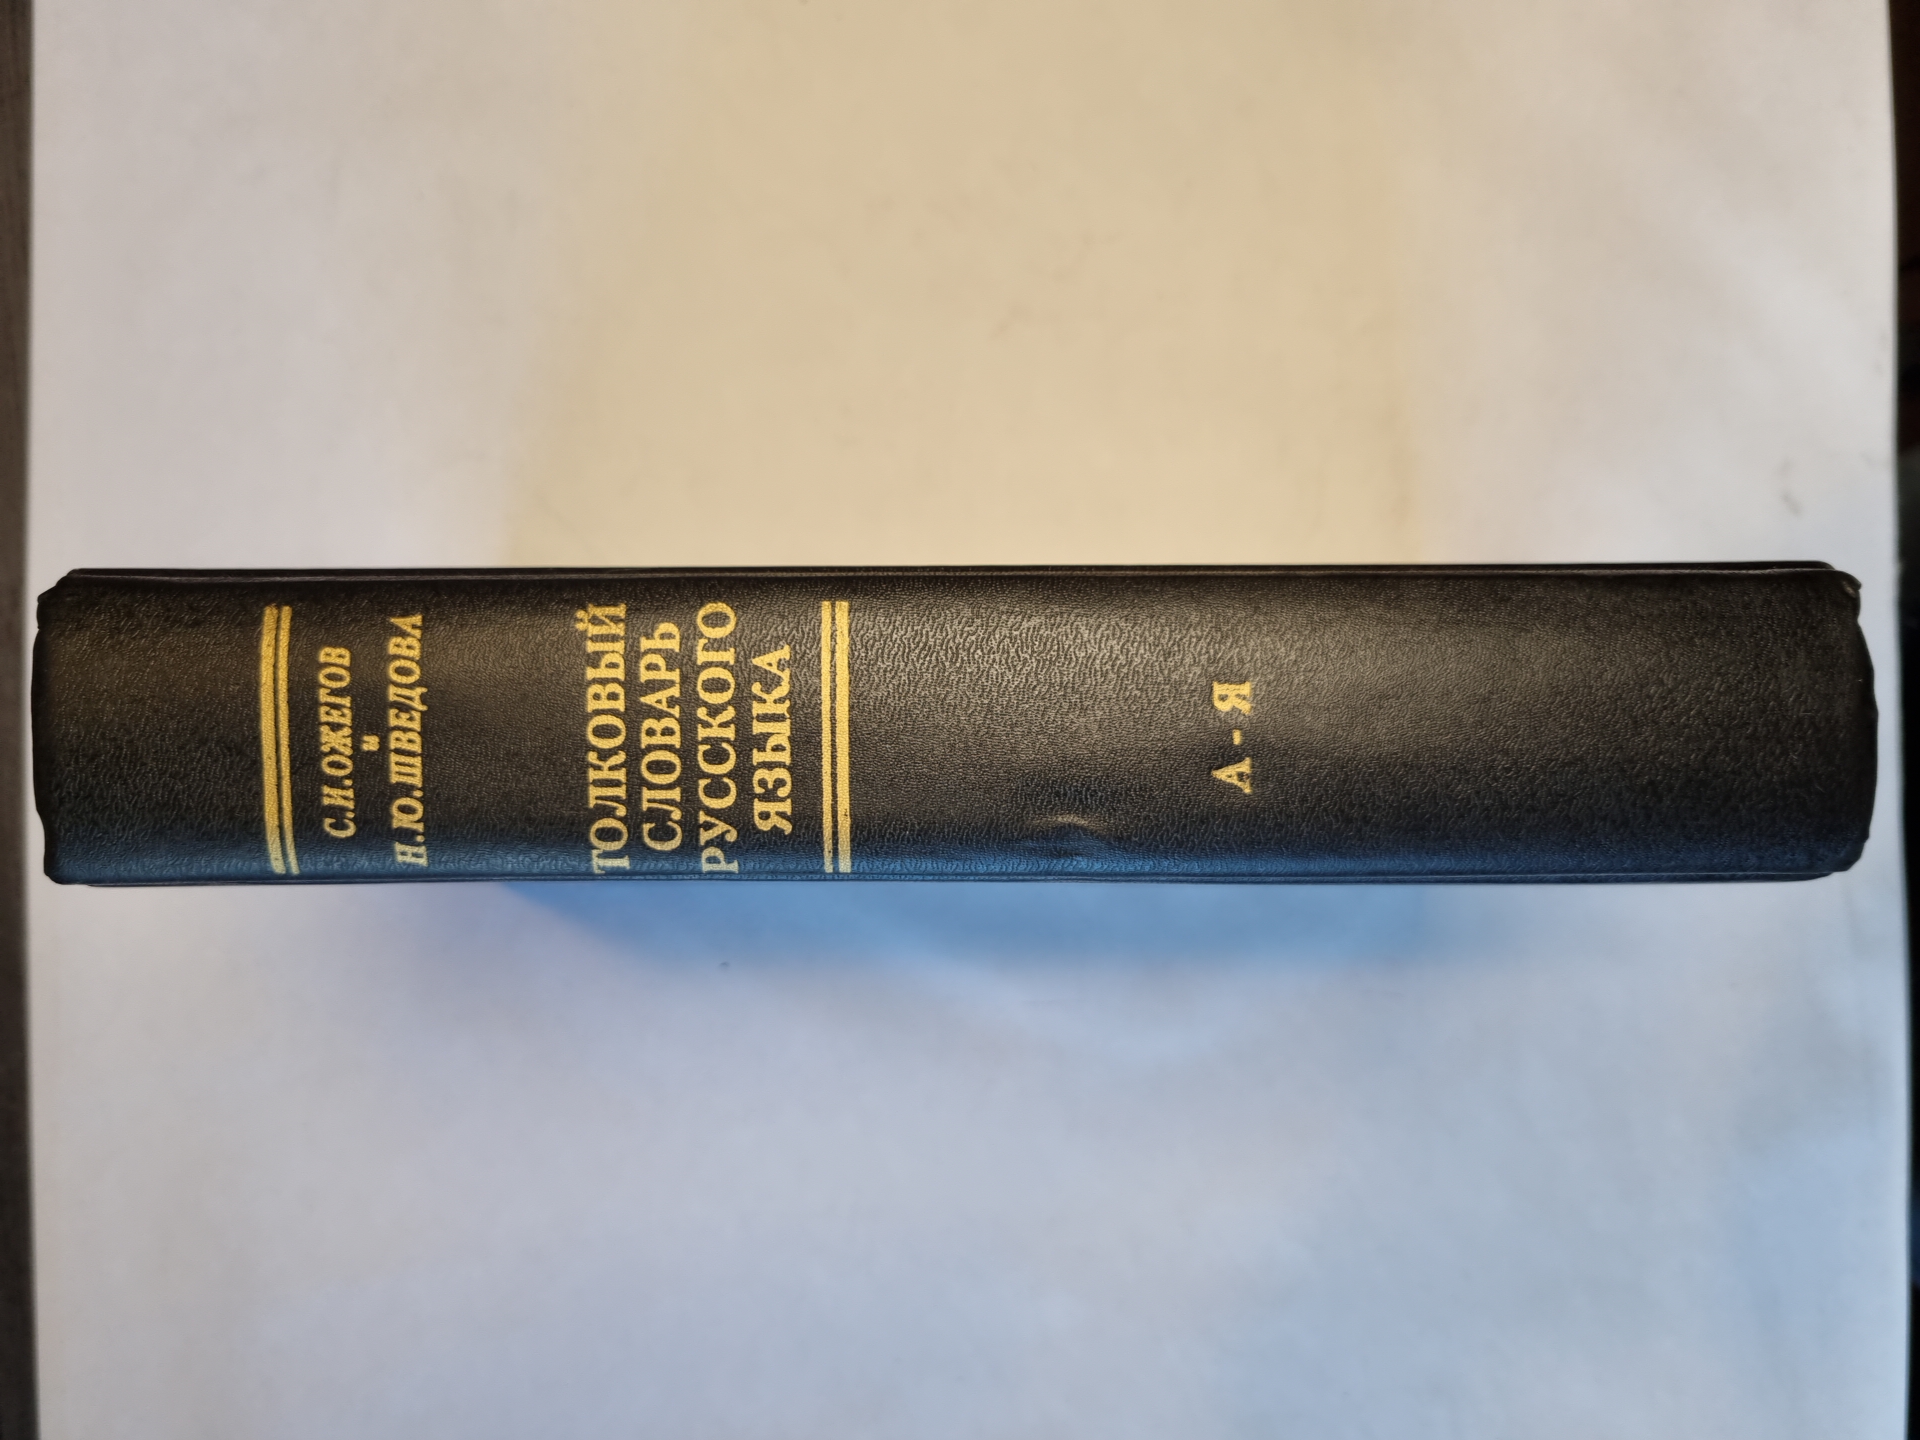 С.И.ОЖЕГОВ
и
Н.Ю.ШВЕДОВА
ТОЛКОВЫЙ
СЛОВАРЬ
РУССКОГО
ЯЗЫКА
А-Я